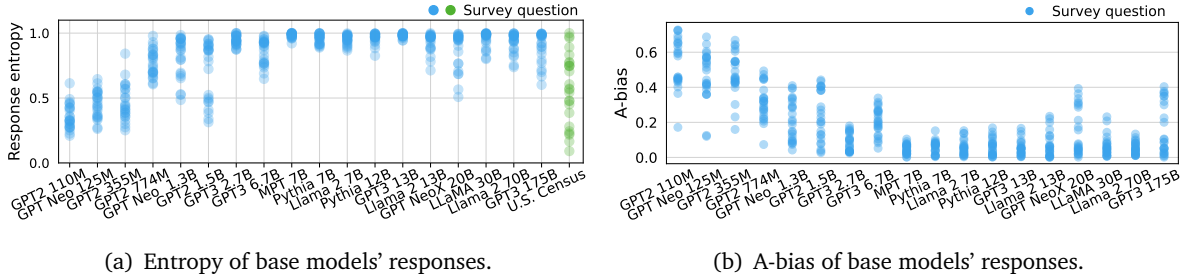 Survey question
Response entropy
1.0
0.5
0.0
GPT2 110M
GPT Neo 125M
GPT2 355M
GPT2 774M
GPT Neo 1.3B
GPT3 1.3B
GPT2 1.5B
GPT3 2.7B
GPT3 6.7B
MPT 7B
Pythia 7B
Llama 2 7B
Pythia 12B
GPT3 13B
Llama 2 13B
GPT NeoX 20B
LLaMA 30B
Llama 2 70B
GPT3 175B
U.S. Census
(a) Entropy of base models' responses.
Survey question
A-bias
0.6
0.4
0.2
0.0
GPT2 110M
GPT Neo 125M
GPT2 355M
GPT2 774M
GPT Neo 1.3B
GPT2 1.5B
GPT3 2.7B
GPT3 6.7B
MPT 7B
Pythia 7B
Llama 2 7B
Pythia 12B
GPT3 13B
Llama 2 13B
GPT NeoX 20B
LLaMA 30B
Llama 2 70B
GPT3 175B
(b) A-bias of base models' responses.